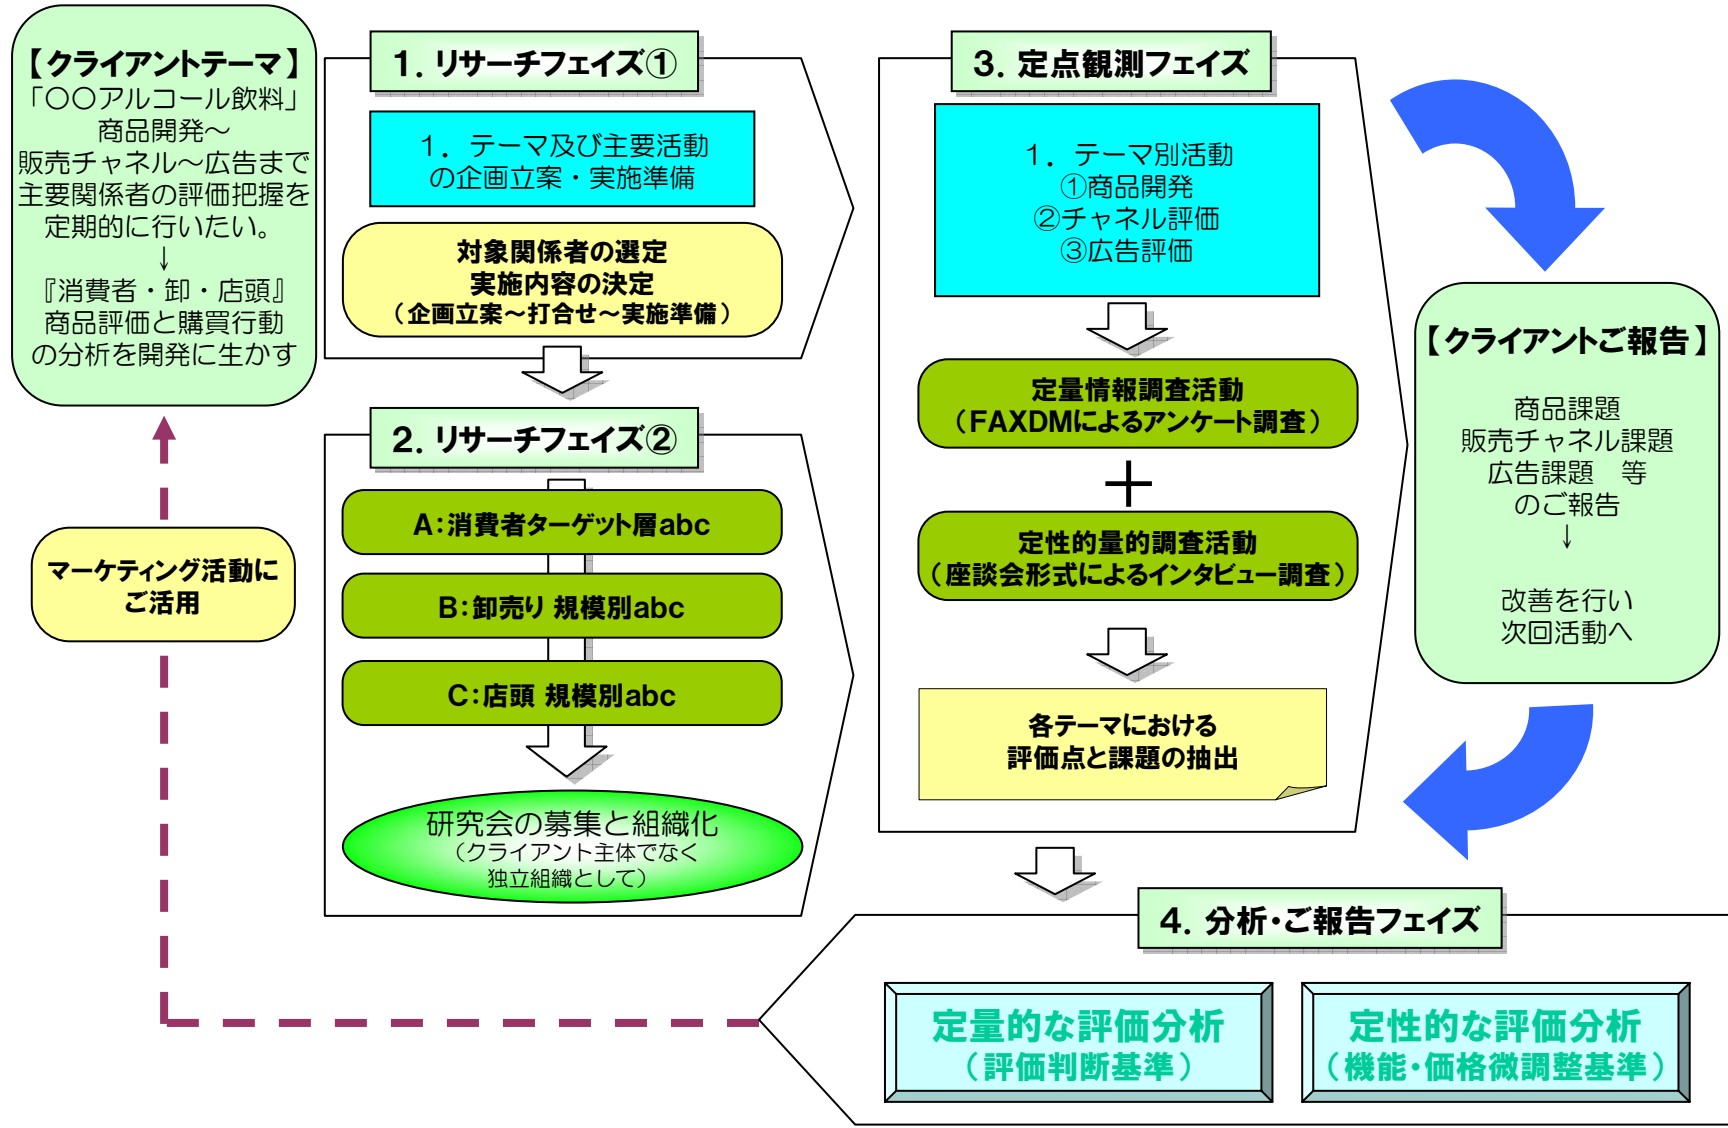 【クライアントテーマ】
「○○アルコール飲料」
商品開発～
販売チャネル～広告まで
主要関係者の評価把握を
定期的に行いたい。
↓
『消費者・卸・店頭』
商品評価と購買行動
の分析を開発に生かす
マーケティング活動に
ご活用
1. リサーチフェイズ①
1. テーマ及び主要活動
の企画立案・実施準備
対象関係者の選定
実施内容の決定
（企画立案～打合せ～実施準備）
2. リサーチフェイズ②
A:消費者ターゲット層abc
B:卸売り 規模別abc
C:店頭 規模別abc
研究会の募集と組織化
（クライアント主体でなく
独立組織として）
3. 定点観測フェイズ
1. テーマ別活動
①商品開発
②チャネル評価
③広告評価
定量情報調査活動
（FAXDMによるアンケート調査）
＋
定性的量的調査活動
（座談会形式によるインタビュー調査）
各テーマにおける
評価点と課題の抽出
【クライアントご報告】
商品課題
販売チャネル課題
広告課題　等
のご報告
↓
改善を行い
次回活動へ
4. 分析・ご報告フェイズ
定量的な評価分析
（評価判断基準）
定性的な評価分析
（機能・価格微調整基準）